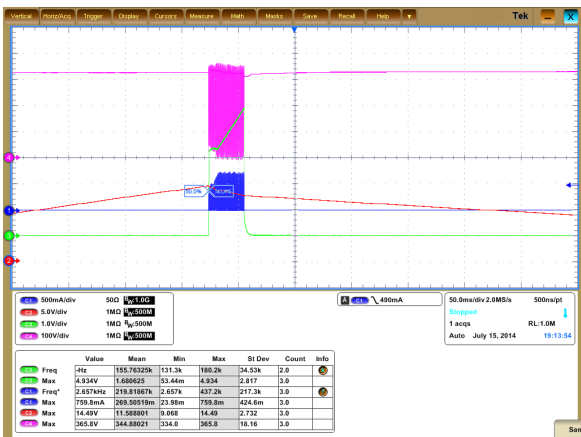 Vertical Horiz/Acq Trigger Display Cursors Measure Math Masks Save Recall Help Tek X
50.0%
4
1
3
2
C1 500mA/div 50Ω BW:1.0G
C2 5.0V/div 1MΩ BW:500M
C3 1.0V/div 1MΩ BW:500M
C4 100V/div 1MΩ BW:500M
A C1 490mA
50.0ms/div 2.0MS/s 500ns/pt
Stopped
1 acqs RL:1.0M
Auto July 15, 2014 19:13:54
Value Mean Min Max St Dev Count Info
C3 Freq -Hz 155.76325k 131.3k 180.2k 34.53k 2.0
C3 Max 4.934V 1.680625 53.44m 4.934 2.817 3.0
C1 Freq* 2.657kHz 219.81867k 2.657k 437.2k 217.3k 3.0
C1 Max 759.8mA 269.50519m 23.98m 759.8m 424.6m 3.0
C2 Max 14.49V 11.588801 9.068 14.49 2.732 3.0
C4 Max 365.8V 344.88021 334.0 365.8 18.16 3.0
San